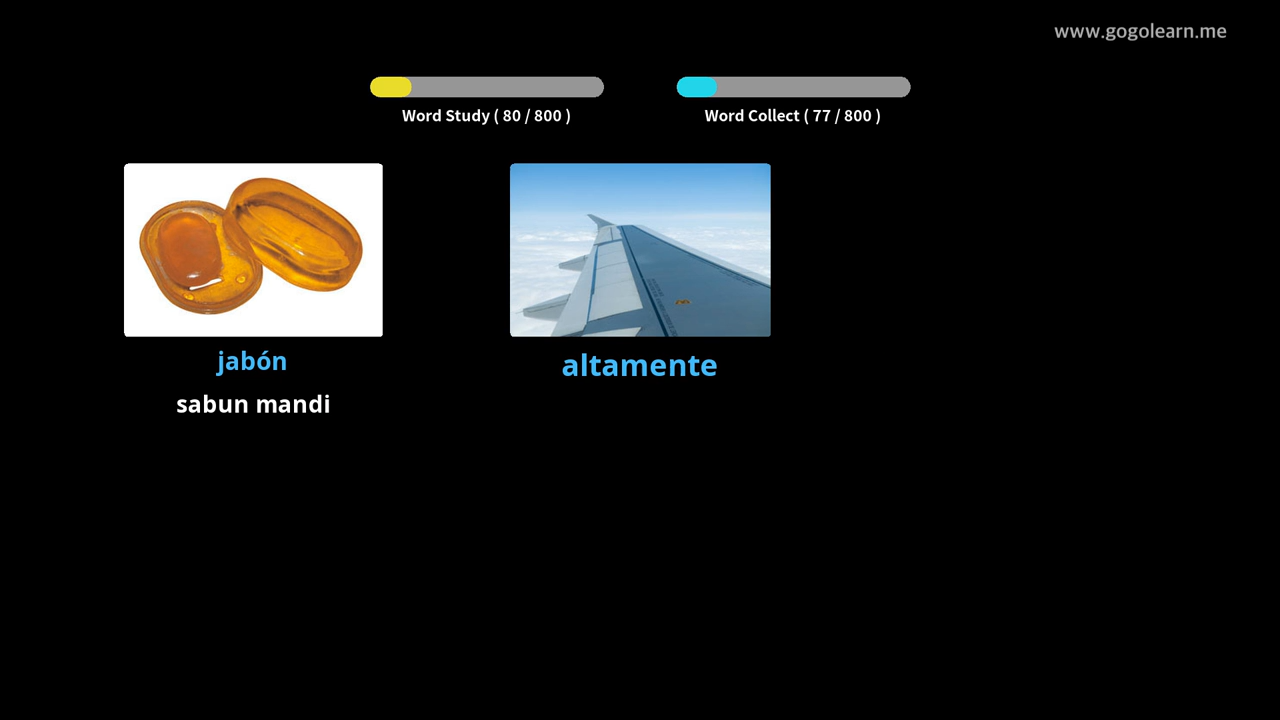 www.gogolearn.me
Word Study ( 80 / 800 )
Word Collect ( 77 / 800 )
jabón
sabun mandi
altamente